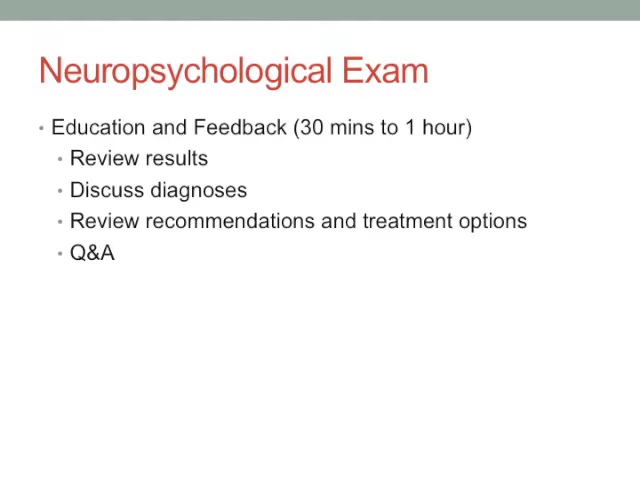 Neuropsychological Exam
• Education and Feedback (30 mins to 1 hour)
• Review results
• Discuss diagnoses
• Review recommendations and treatment options
• Q&A